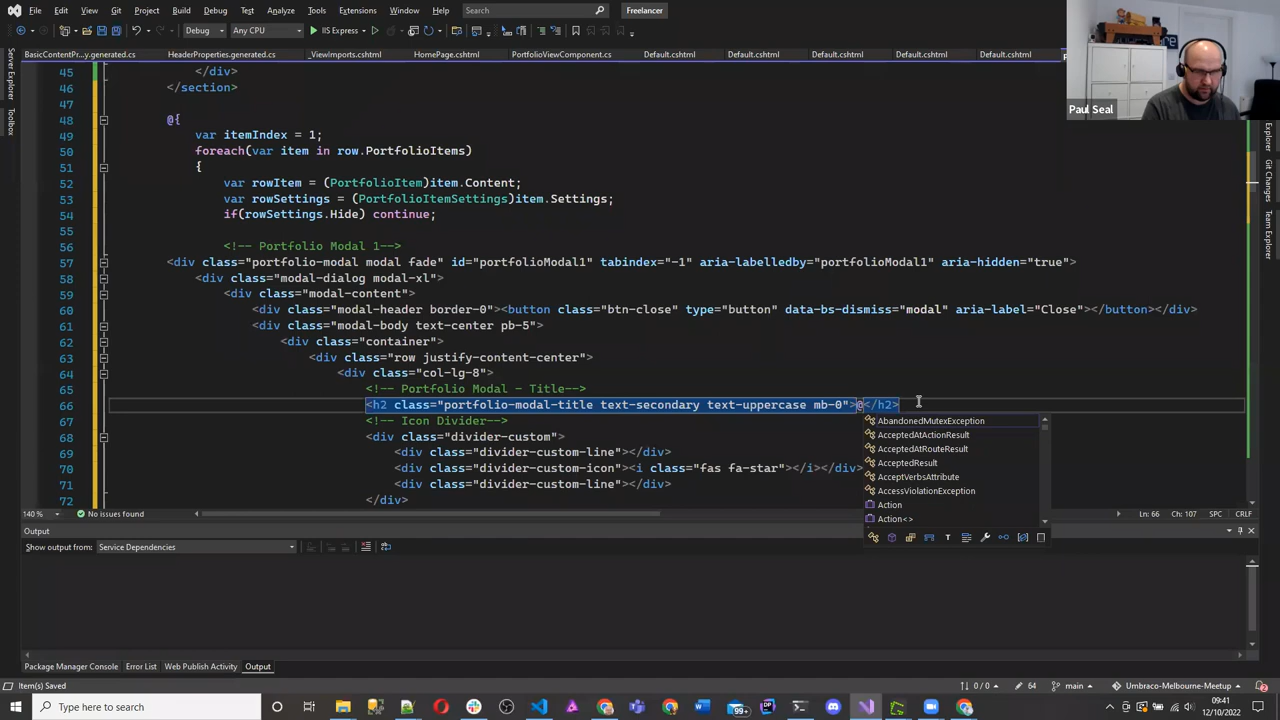 File Edit View Git Project Build Debug Test Analyze Tools Extensions Window Help Search Freelancer
Debug Any CPU IIS Express
BasicContentPr...y.generated.cs HeaderProperties.generated.cs _ViewImports.cshtml HomePage.cshtml PortfolioViewComponent.cs Default.cshtml Default.cshtml Default.cshtml Default.cshtml Default.cshtml
Paul Seal
Server Explorer
Toolbox
Explorer
Git Changes
Team Explorer
45 </div>
46 </section>
47
48 @{
49 var itemIndex = 1;
50 foreach(var item in row.PortfolioItems)
51 {
52 var rowItem = (PortfolioItem)item.Content;
53 var rowSettings = (PortfolioItemSettings)item.Settings;
54 if(rowSettings.Hide) continue;
55
56 <!-- Portfolio Modal 1-->
57 <div class="portfolio-modal modal fade" id="portfolioModal1" tabindex="-1" aria-labelledby="portfolioModal1" aria-hidden="true">
58 <div class="modal-dialog modal-xl">
59 <div class="modal-content">
60 <div class="modal-header border-0"><button class="btn-close" type="button" data-bs-dismiss="modal" aria-label="Close"></button></div>
61 <div class="modal-body text-center pb-5">
62 <div class="container">
63 <div class="row justify-content-center">
64 <div class="col-lg-8">
65 <!-- Portfolio Modal - Title-->
66 <h2 class="portfolio-modal-title text-secondary text-uppercase mb-0">@</h2>
67 <!-- Icon Divider-->
68 <div class="divider-custom">
69 <div class="divider-custom-line"></div>
70 <div class="divider-custom-icon"><i class="fas fa-star"></i></div>
71 <div class="divider-custom-line"></div>
72 </div>
AbandonedMutexException
AcceptedAtActionResult
AcceptedAtRouteResult
AcceptedResult
AcceptVerbsAttribute
AccessViolationException
Action
Action<>
140 % No issues found Ln: 66 Ch: 107 SPC CRLF
Output
Show output from: Service Dependencies
Package Manager Console Error List Web Publish Activity Output
Item(s) Saved 0 / 0 64 main Umbraco-Melbourne-Meetup 2
Type here to search 99+ 09:41
12/10/2022